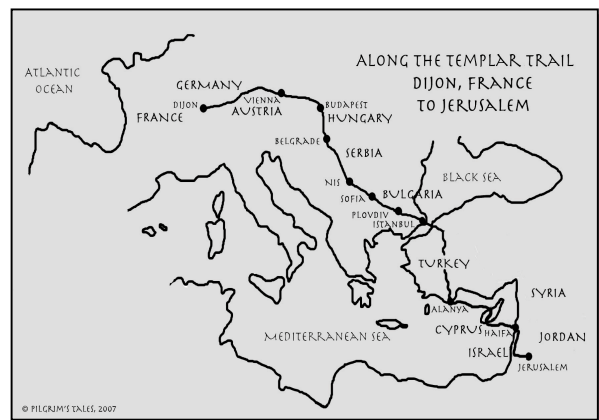 ALONG THE TEMPLAR TRAIL
DIJON, FRANCE
TO JERUSALEM
ATLANTIC
OCEAN
GERMANY
DIJON
FRANCE
VIENNA
AUSTRIA
BUDAPEST
HUNGARY
BELGRADE
SERBIA
NIS
SOFIA
BULGARIA
BLACK SEA
PLOVDIV
ISTANBUL
TURKEY
ALANYA
SYRIA
CYPRUS
HAIFA
JORDAN
ISRAEL
JERUSALEM
MEDITERRANEAN SEA
© PILGRIM'S TALES, 2007